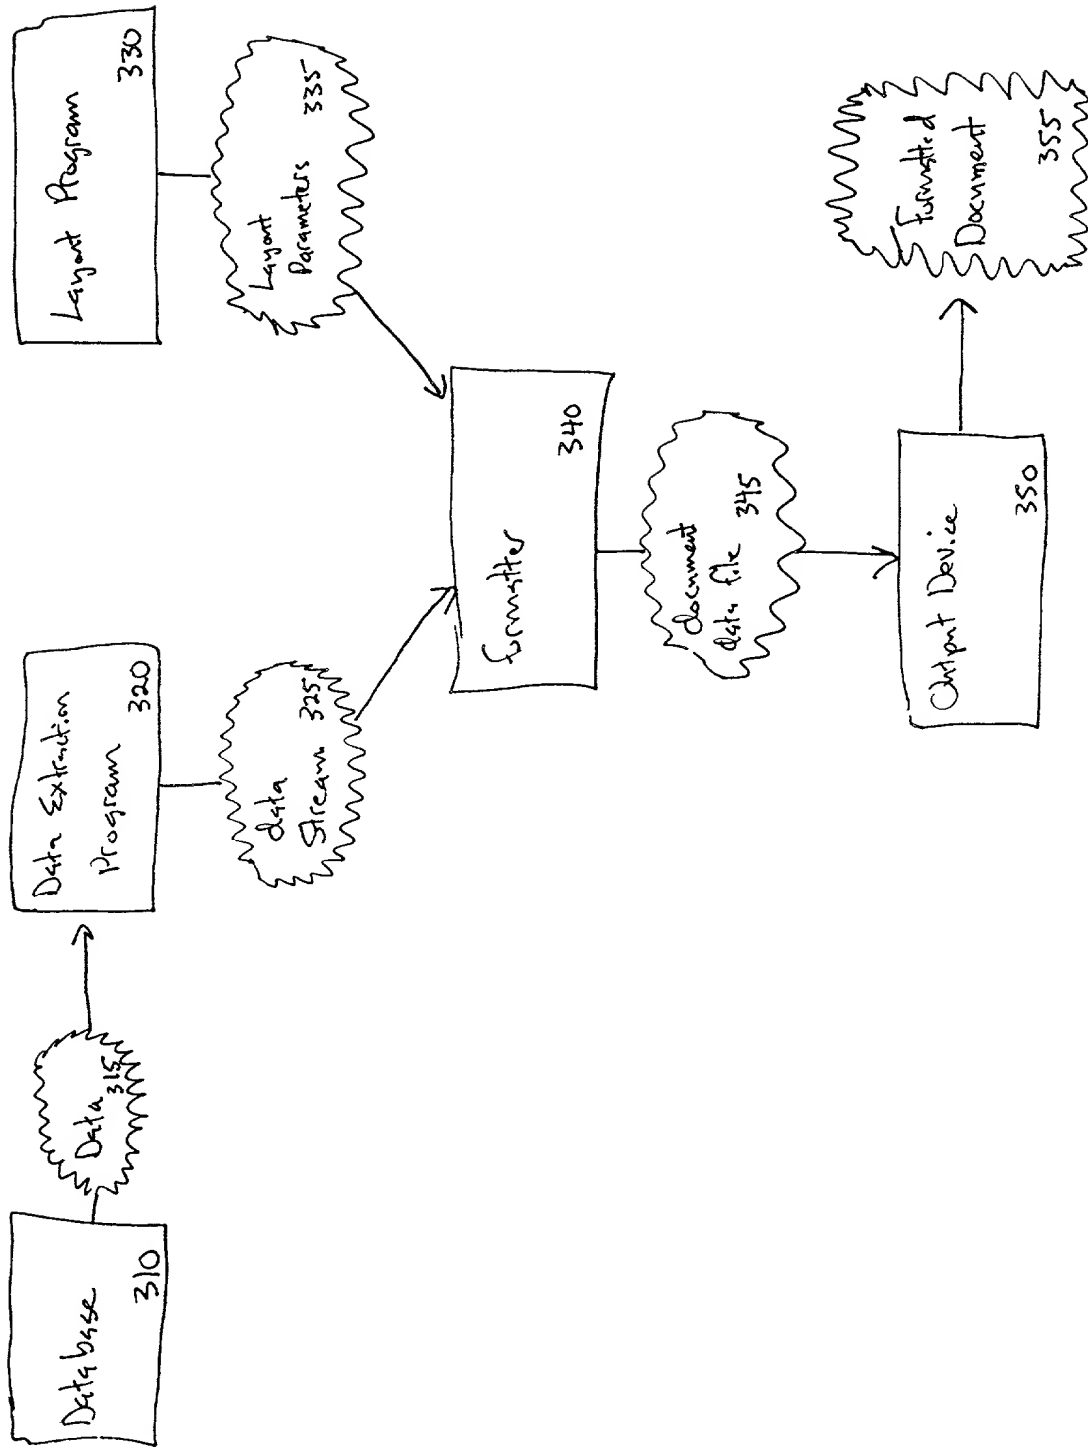 Database
310
Data
315
Data Extraction
Program
320
data
Stream 325
Layout Program
330
Layout
Parameters
335
Formatter
340
document
data file 345
Output Device
350
Formatted
Document
355